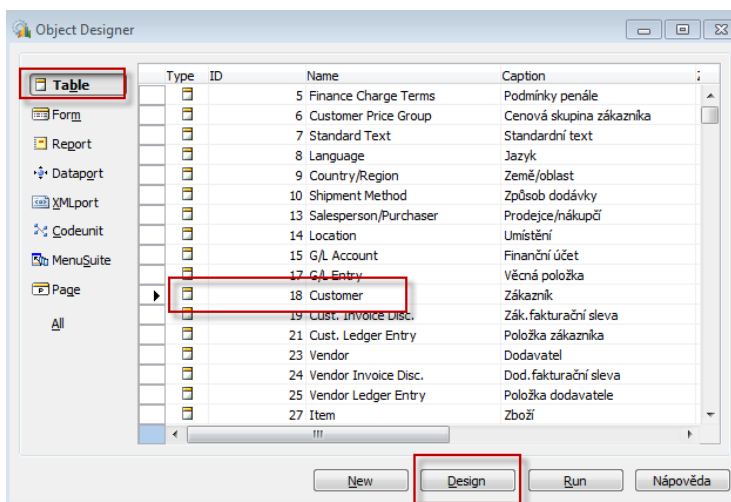 Object Designer
Table
Form
Report
Dataport
XMLport
Codeunit
MenuSuite
Page
All
Type ID Name Caption
5 Finance Charge Terms Podmínky penále
6 Customer Price Group Cenová skupina zákazníka
7 Standard Text Standardní text
8 Language Jazyk
9 Country/Region Země/oblast
10 Shipment Method Způsob dodávky
13 Salesperson/Purchaser Prodejce/nákupčí
14 Location Umístění
15 G/L Account Finanční účet
17 G/L Entry Věcná položka
18 Customer Zákazník
19 Cust. Invoice Disc. Zák.fakturační sleva
21 Cust. Ledger Entry Položka zákazníka
23 Vendor Dodavatel
24 Vendor Invoice Disc. Dod.fakturační sleva
25 Vendor Ledger Entry Položka dodavatele
27 Item Zboží
New Design Run Nápověda